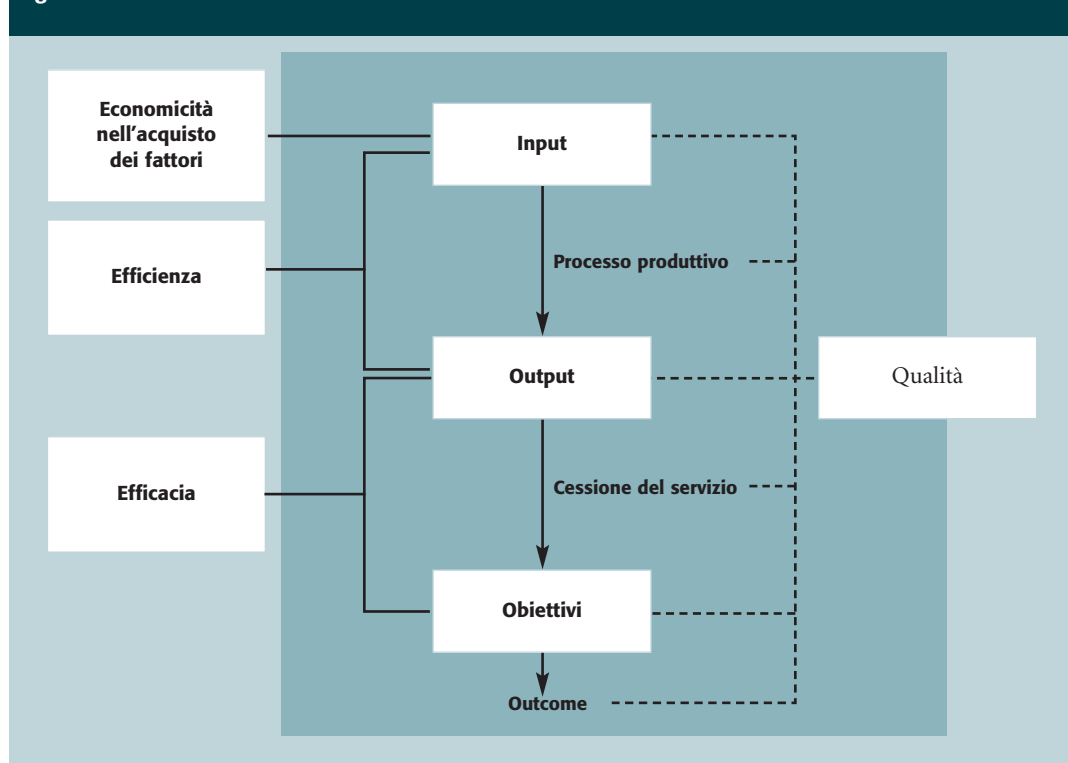 Economicità
nell'acquisto
dei fattori
Input
Processo produttivo
Efficienza
Output
Qualità
Cessione del servizio
Efficacia
Obiettivi
Outcome